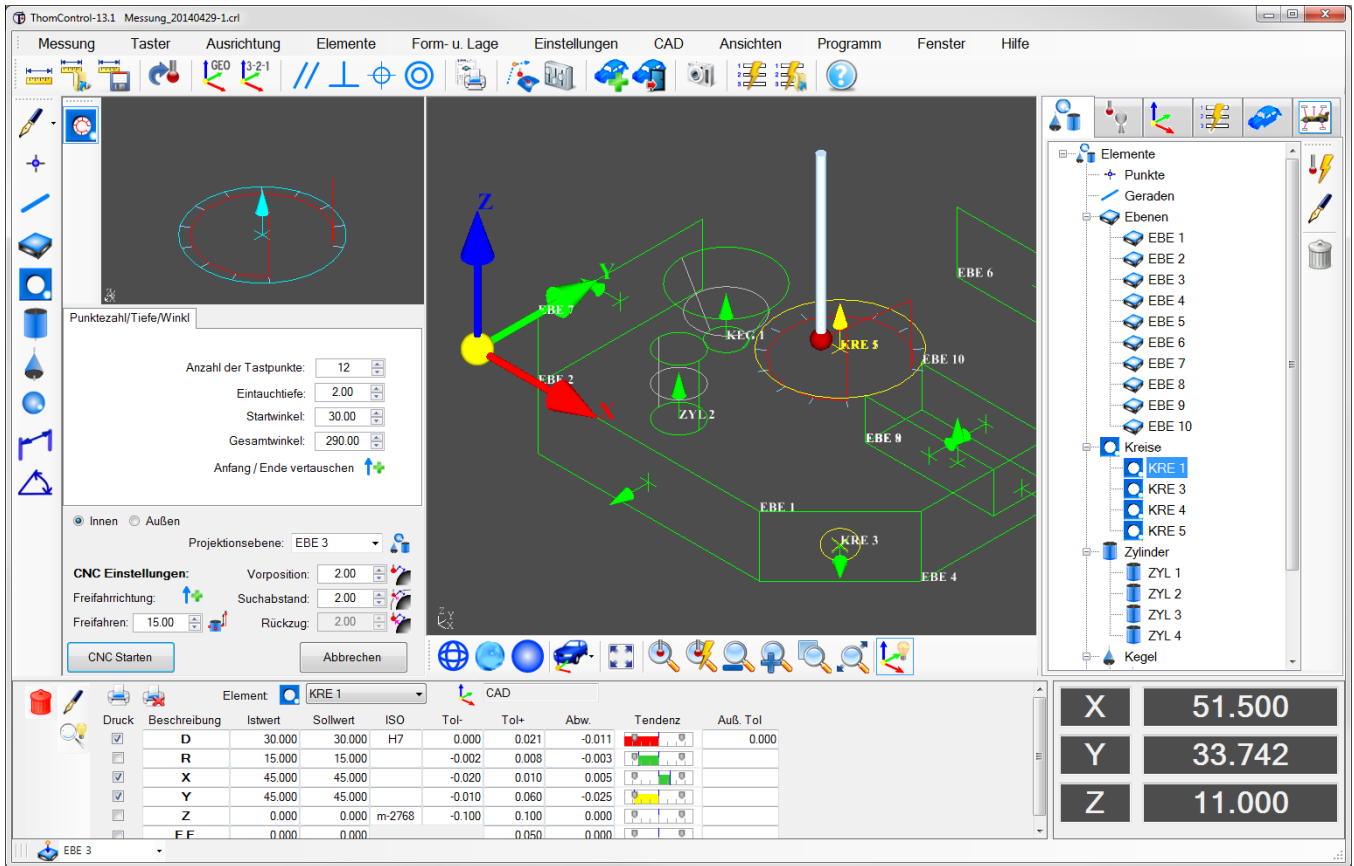 ThomControl-13.1 Messung_20140429-1.crl
Messung Taster Ausrichtung Elemente Form- u. Lage Einstellungen CAD Ansichten Programm Fenster Hilfe
GEO 3-2-1
Punktezahl/Tiefe/Winkl
Anzahl der Tastpunkte: 12
Eintauchtiefe: 2.00
Startwinkel: 30.00
Gesamtwinkel: 290.00
Anfang / Ende vertauschen
Innen Außen
Projektionsebene: EBE 3
CNC Einstellungen: Vorposition: 2.00
Freifahrrichtung: Suchabstand: 2.00
Freifahren: 15.00 Rückzug: 2.00
CNC Starten Abbrechen
Z
Y
X
EBE 7
EBE 2
KEG 1
ZYL 2
KRE 5
EBE 6
EBE 10
EBE 1
KRE 3
EBE 4
Z Y
X
Elemente
Punkte
Geraden
Ebenen
EBE 1
EBE 2
EBE 3
EBE 4
EBE 5
EBE 6
EBE 7
EBE 8
EBE 9
EBE 10
Kreise
KRE 1
KRE 3
KRE 4
KRE 5
Zylinder
ZYL 1
ZYL 2
ZYL 3
ZYL 4
Kegel
Element: KRE 1 CAD
Druck Beschreibung Istwert Sollwert ISO Tol- Tol+ Abw. Tendenz Auß. Tol
D 30.000 30.000 H7 0.000 0.021 -0.011 0.000
R 15.000 15.000 -0.002 0.008 -0.003
X 45.000 45.000 -0.020 0.010 0.005
Y 45.000 45.000 -0.010 0.060 -0.025
Z 0.000 0.000 m-2768 -0.100 0.100 0.000
0.000 0.000 0.050 0.000
X 51.500
Y 33.742
Z 11.000
EBE 3